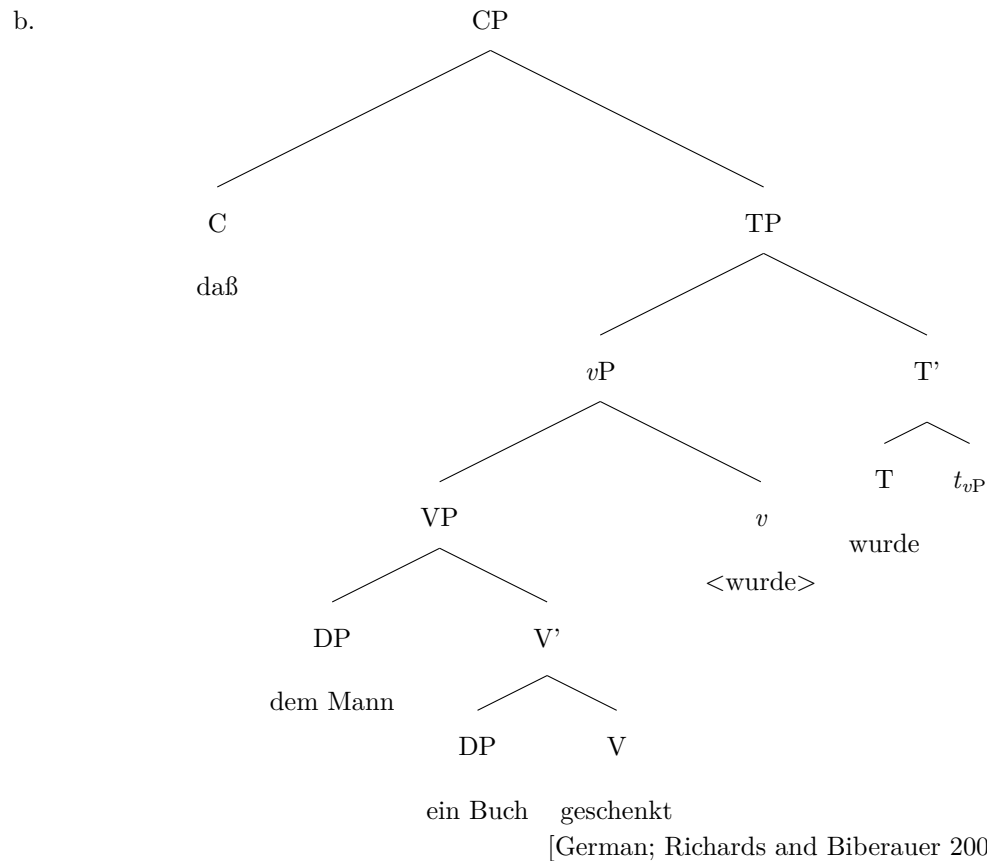 b.
CP
C TP
daß
vP T’
VP v T t_vP
<wurde> wurde
DP V’
dem Mann
DP V
ein Buch geschenkt
[German; Richards and Biberauer 200